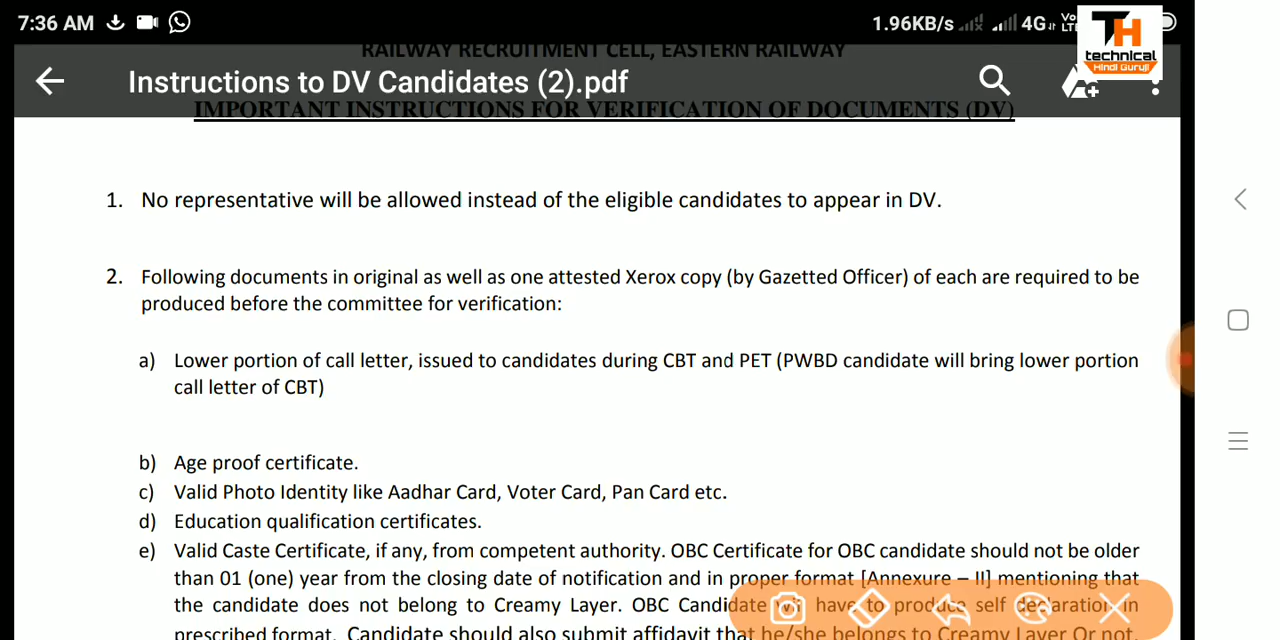 7:36 AM
1.96KB/s 4G Vo LTE
TH
technical
Hindi Guruji
RAILWAY RECRUITMENT CELL, EASTERN RAILWAY
Instructions to DV Candidates (2).pdf
IMPORTANT INSTRUCTIONS FOR VERIFICATION OF DOCUMENTS (DV)
1. No representative will be allowed instead of the eligible candidates to appear in DV.
2. Following documents in original as well as one attested Xerox copy (by Gazetted Officer) of each are required to be
produced before the committee for verification:
a) Lower portion of call letter, issued to candidates during CBT and PET (PWBD candidate will bring lower portion
call letter of CBT)
b) Age proof certificate.
c) Valid Photo Identity like Aadhar Card, Voter Card, Pan Card etc.
d) Education qualification certificates.
e) Valid Caste Certificate, if any, from competent authority. OBC Certificate for OBC candidate should not be older
than 01 (one) year from the closing date of notification and in proper format [Annexure – II] mentioning that
the candidate does not belong to Creamy Layer. OBC Candidate will have to produce self declaration in
prescribed format. Candidate should also submit affidavit that he/she belongs to Creamy Layer Or not.